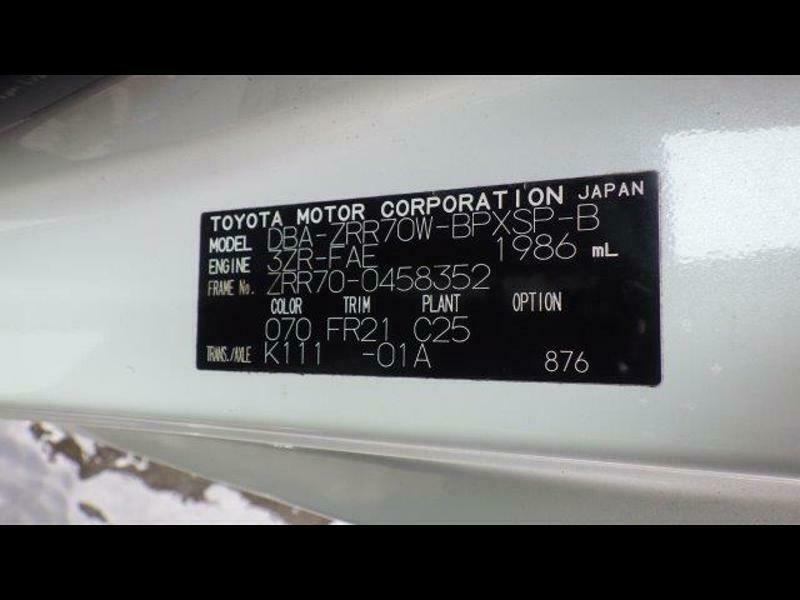 TOYOTA MOTOR CORPORATION JAPAN
MODEL DBA-ZRR70W-BPXSP-B
ENGINE 3ZR-FAE 1986 mL
FRAME No. ZRR70-0458352
COLOR TRIM PLANT OPTION
070 FR21 C25
TRANS./AXLE K111 -01A 876